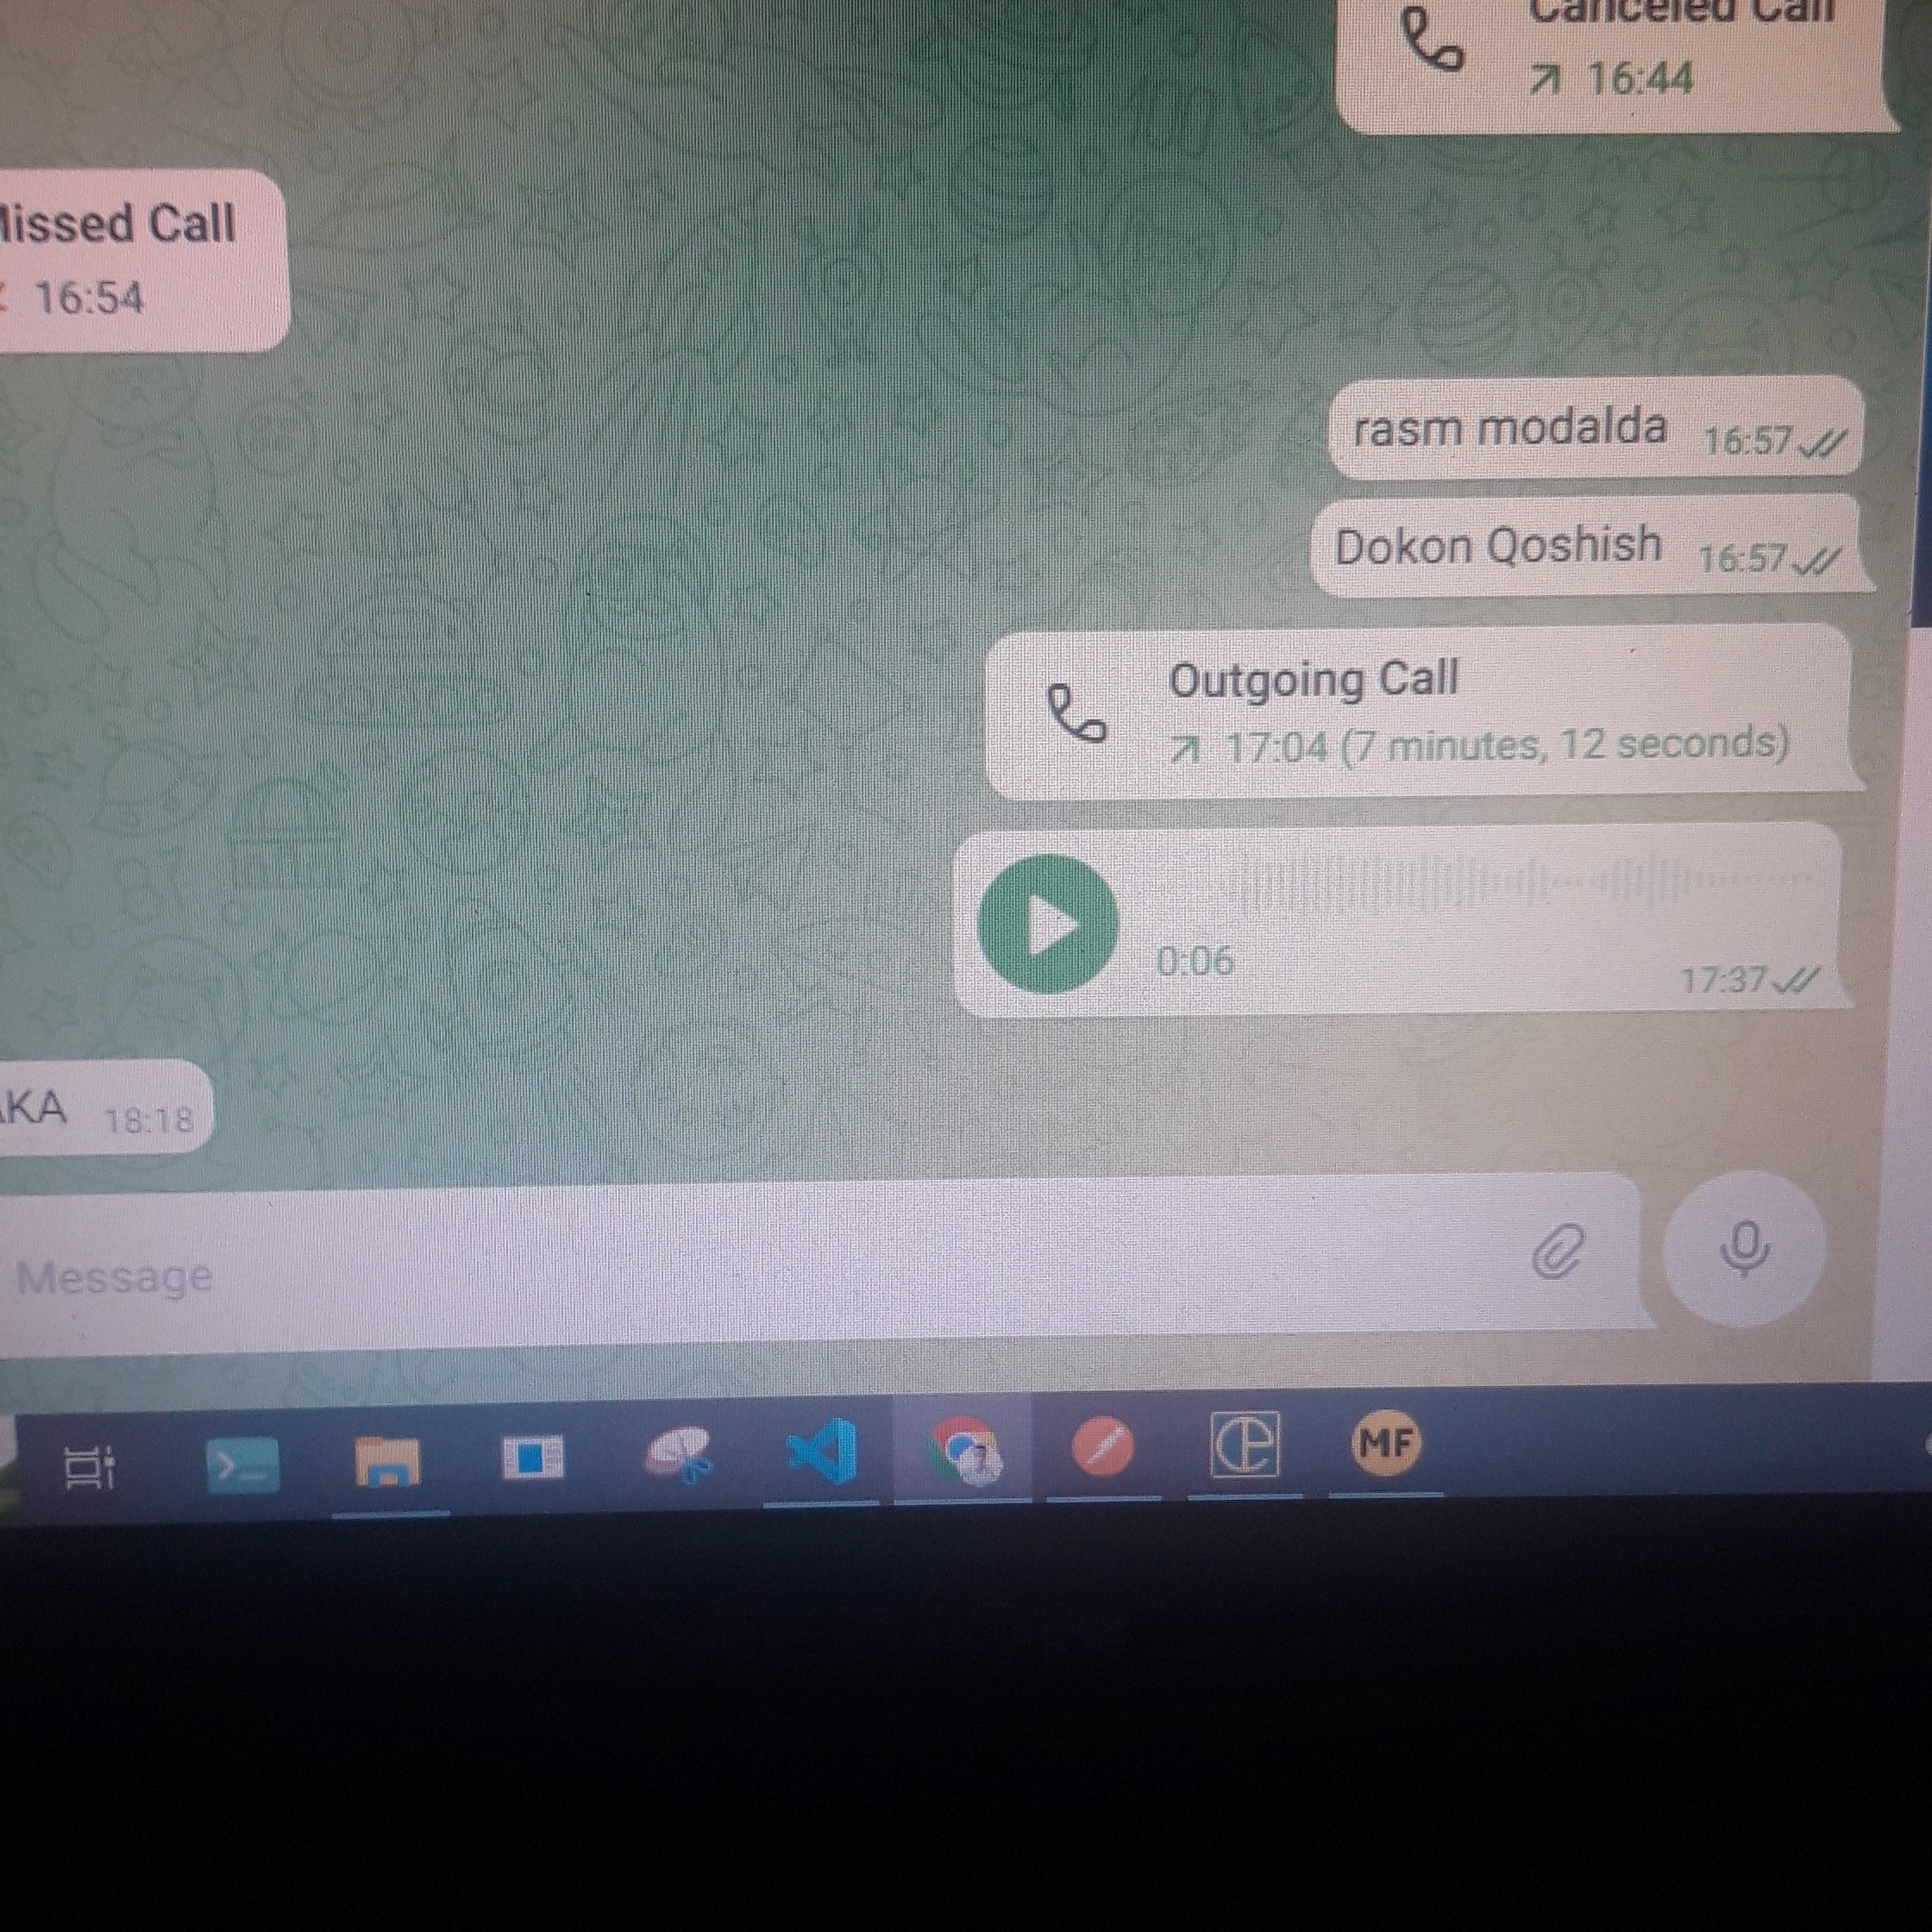 Canceled Call
16:44
Missed Call
16:54
rasm modalda 16:57
Dokon Qoshish 16:57
Outgoing Call
17:04 (7 minutes, 12 seconds)
0:06
17:37
AKA 18:18
Message
MF